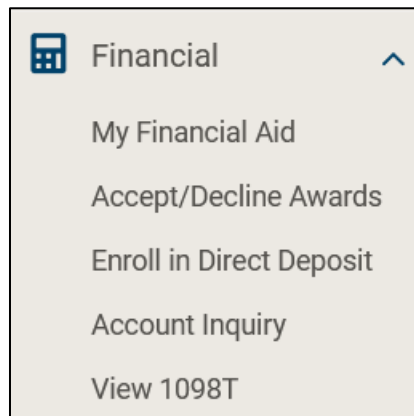 Financial
My Financial Aid
Accept/Decline Awards
Enroll in Direct Deposit
Account Inquiry
View 1098T